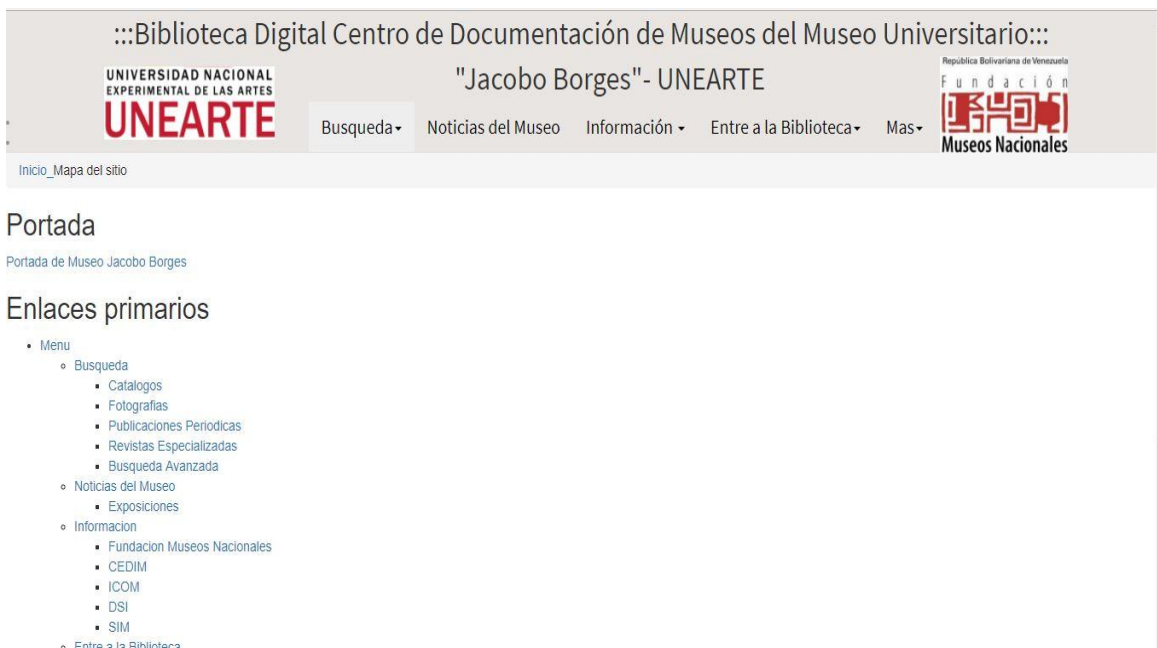 :::Biblioteca Digital Centro de Documentación de Museos del Museo Universitario:::
"Jacobo Borges"- UNEARTE
UNIVERSIDAD NACIONAL
EXPERIMENTAL DE LAS ARTES
UNEARTE
Busqueda
Noticias del Museo
Información
Entre a la Biblioteca
Mas
República Bolivariana de Venezuela
Fundación
Museos Nacionales
Inicio_Mapa del sitio
Portada
Portada de Museo Jacobo Borges
Enlaces primarios
Menu
Busqueda
Catalogos
Fotografias
Publicaciones Periodicas
Revistas Especializadas
Busqueda Avanzada
Noticias del Museo
Exposiciones
Informacion
Fundacion Museos Nacionales
CEDIM
ICOM
DSI
SIM
Entre a la Biblioteca